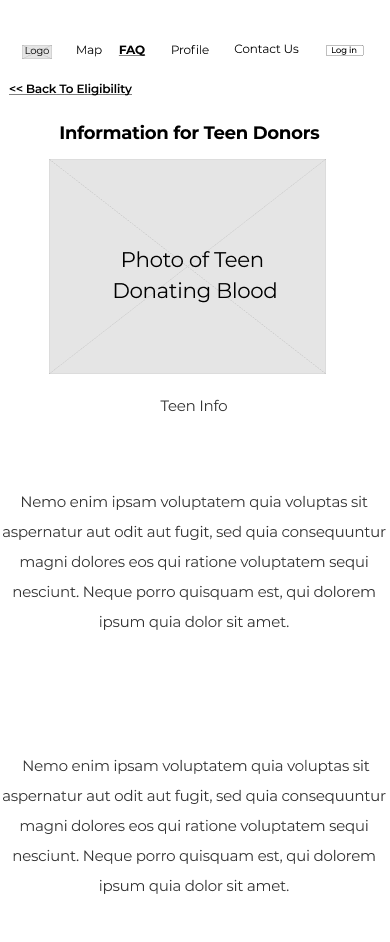 Logo Map FAQ Profile Contact Us Log in
<< Back To Eligibility
Information for Teen Donors
Photo of Teen
Donating Blood
Teen Info
Nemo enim ipsam voluptatem quia voluptas sit
aspernatur aut odit aut fugit, sed quia consequuntur
magni dolores eos qui ratione voluptatem sequi
nesciunt. Neque porro quisquam est, qui dolorem
ipsum quia dolor sit amet.
Nemo enim ipsam voluptatem quia voluptas sit
aspernatur aut odit aut fugit, sed quia consequuntur
magni dolores eos qui ratione voluptatem sequi
nesciunt. Neque porro quisquam est, qui dolorem
ipsum quia dolor sit amet.